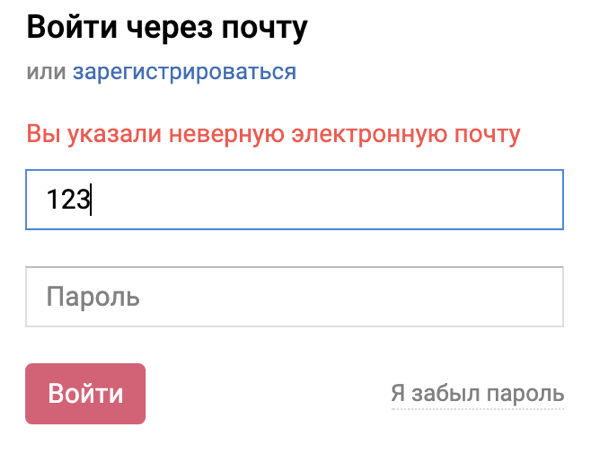 Войти через почту
или зарегистрироваться
Вы указали неверную электронную почту
123
Пароль
Войти
Я забыл пароль